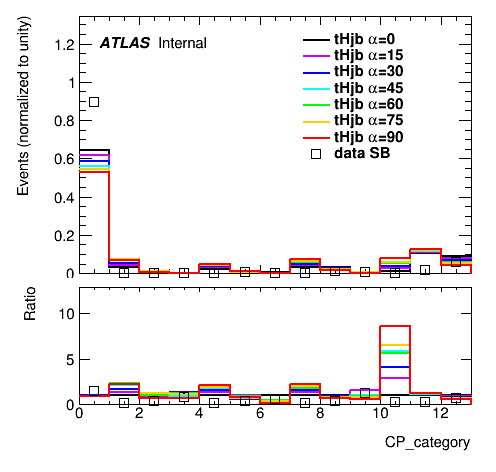 Events (normalized to unity)
1.2
1
0.8
0.6
0.4
0.2
0
ATLAS Internal
tHjb α=0
tHjb α=15
tHjb α=30
tHjb α=45
tHjb α=60
tHjb α=75
tHjb α=90
data SB
Ratio
10
5
0
0 2 4 6 8 10 12
CP_category